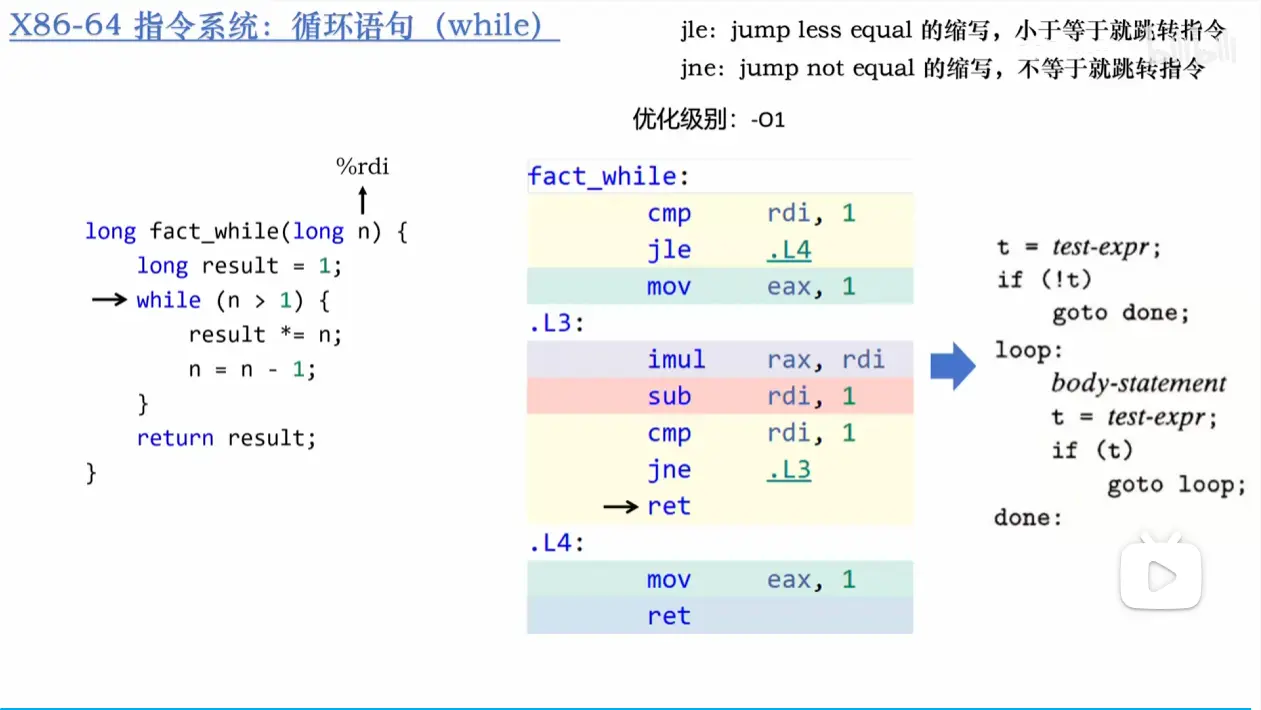 X86-64 指令系统：循环语句（while）
jle：jump less equal 的缩写，小于等于就跳转指令
jne：jump not equal 的缩写，不等于就跳转指令
bilibili
优化级别：-O1
%rdi
long fact_while(long n) {
long result = 1;
while (n > 1) {
result *= n;
n = n - 1;
}
return result;
}
fact_while:
cmp rdi, 1
jle .L4
mov eax, 1
.L3:
imul rax, rdi
sub rdi, 1
cmp rdi, 1
jne .L3
ret
.L4:
mov eax, 1
ret
t = test-expr;
if (!t)
goto done;
loop:
body-statement
t = test-expr;
if (t)
goto loop;
done: